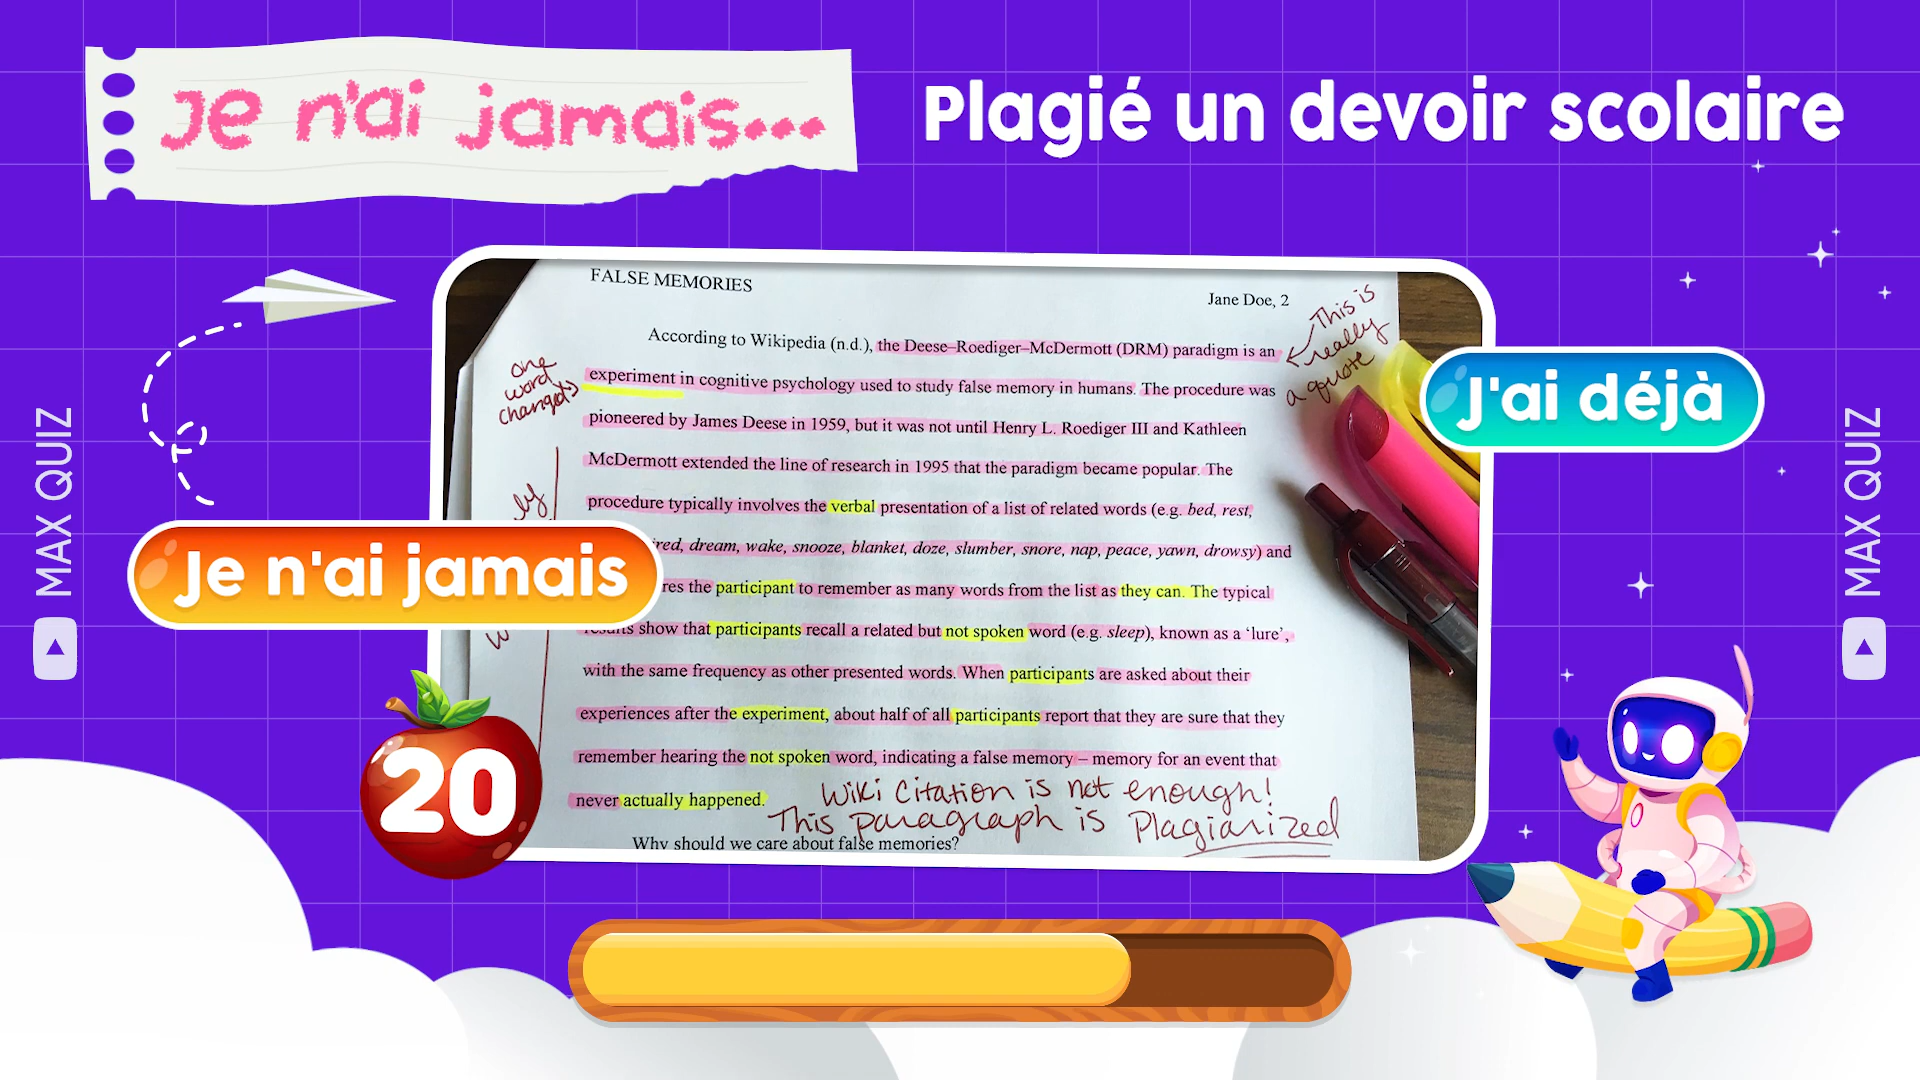 Je n'ai jamais...
Plagié un devoir scolaire
FALSE MEMORIES
Jane Doe, 2
This is
really
a quote
According to Wikipedia (n.d.), the Deese–Roediger–McDermott (DRM) paradigm is an
one
word
changed
experiment in cognitive psychology used to study false memory in humans. The procedure was
pioneered by James Deese in 1959, but it was not until Henry L. Roediger III and Kathleen
McDermott extended the line of research in 1995 that the paradigm became popular. The
procedure typically involves the verbal presentation of a list of related words (e.g. bed, rest,
dream, wake, snooze, blanket, doze, slumber, snore, nap, peace, yawn, drowsy) and
the participant to remember as many words from the list as they can. The typical
results show that participants recall a related but not spoken word (e.g. sleep), known as a ‘lure’,
with the same frequency as other presented words. When participants are asked about their
experiences after the experiment, about half of all participants report that they are sure that they
remember hearing the not spoken word, indicating a false memory – memory for an event that
never actually happened.
Wiki Citation is not enough!
This paragraph is Plagiarized
Why should we care about false memories?
J'ai déjà
Je n'ai jamais
20
MAX QUIZ
MAX QUIZ